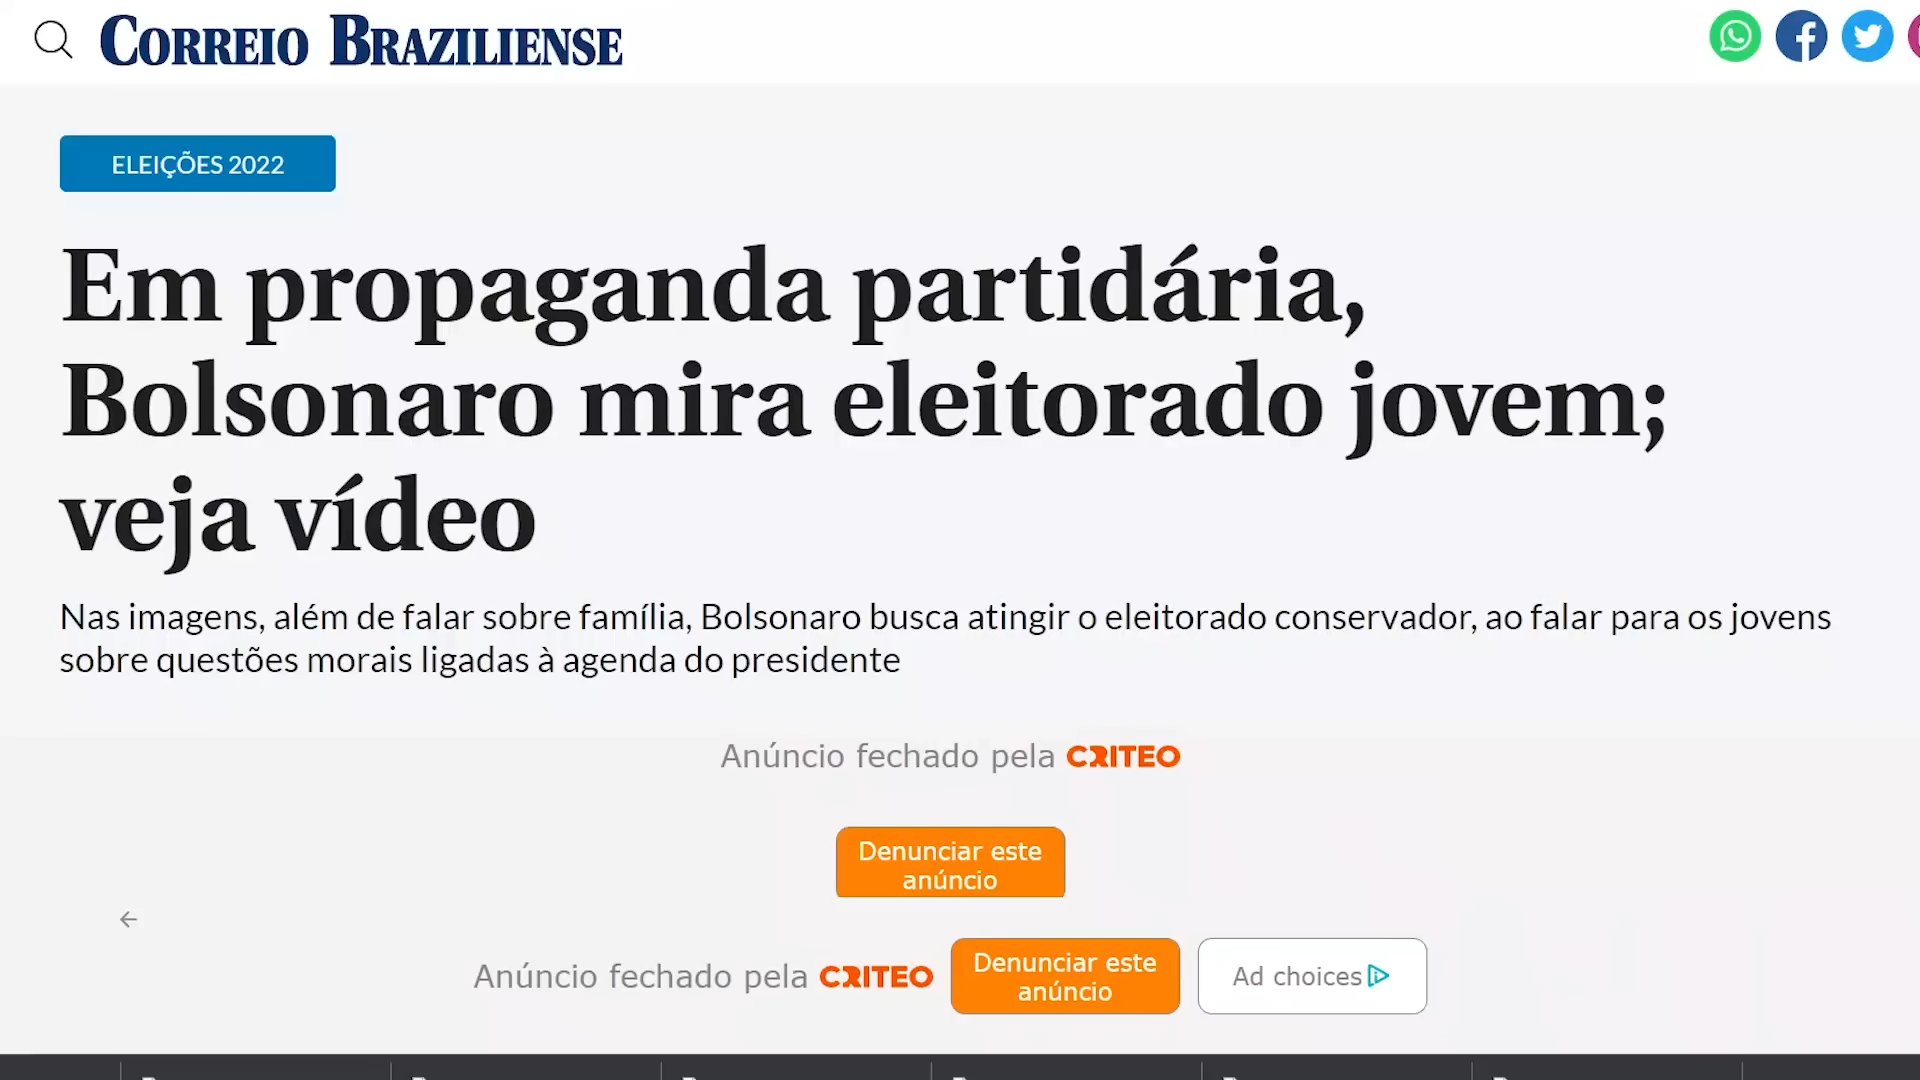 CORREIO BRAZILIENSE
ELEIÇÕES 2022
Em propaganda partidária,
Bolsonaro mira eleitorado jovem;
veja vídeo
Nas imagens, além de falar sobre família, Bolsonaro busca atingir o eleitorado conservador, ao falar para os jovens
sobre questões morais ligadas à agenda do presidente
Anúncio fechado pela CRITEO
Denunciar este
anúncio
Anúncio fechado pela CRITEO
Denunciar este
anúncio
Ad choices